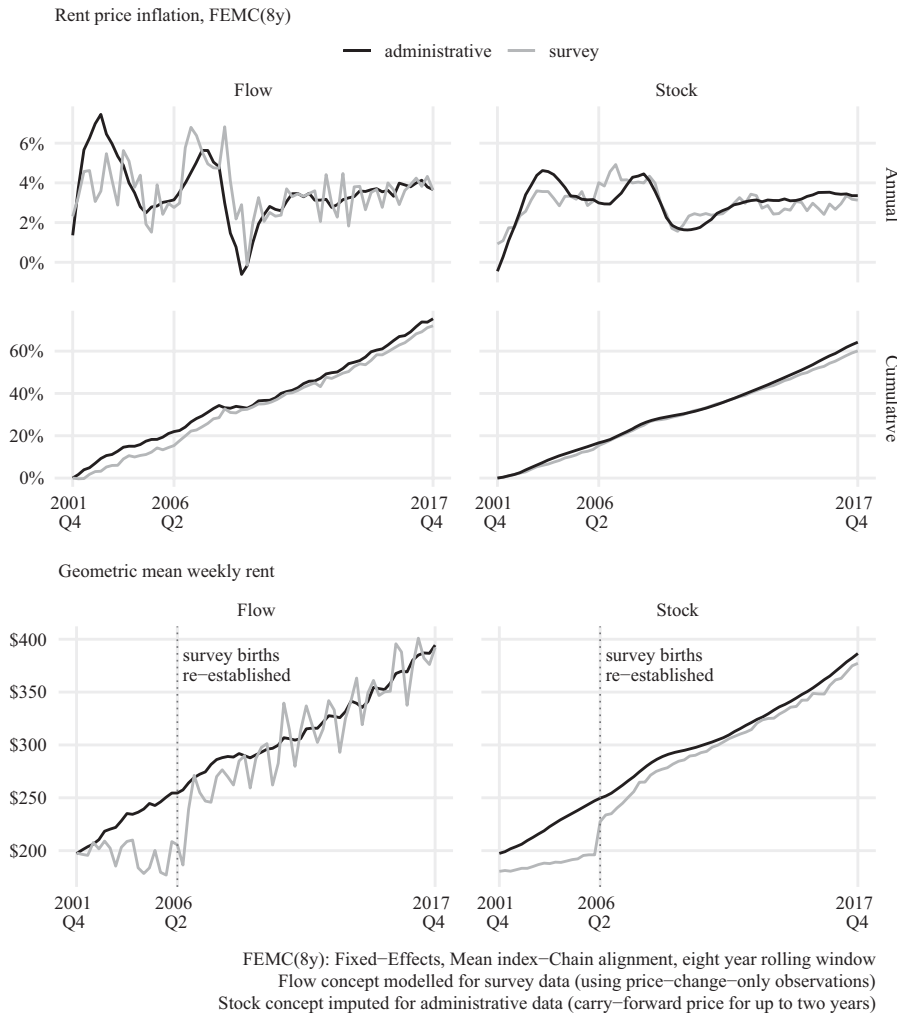 Rent price inflation, FEMC(8y)
administrative survey
Flow Stock
6%
4%
2%
0%
Annual
60%
40%
20%
0%
Cumulative
2001 2006 2017 2001 2006 2017
Q4 Q2 Q4 Q4 Q2 Q4
Geometric mean weekly rent
Flow Stock
$400
survey births survey births
re−established re−established
$350
$300
$250
$200
2001 2006 2017 2001 2006 2017
Q4 Q2 Q4 Q4 Q2 Q4
FEMC(8y): Fixed−Effects, Mean index−Chain alignment, eight year rolling window
Flow concept modelled for survey data (using price−change−only observations)
Stock concept imputed for administrative data (carry−forward price for up to two years)